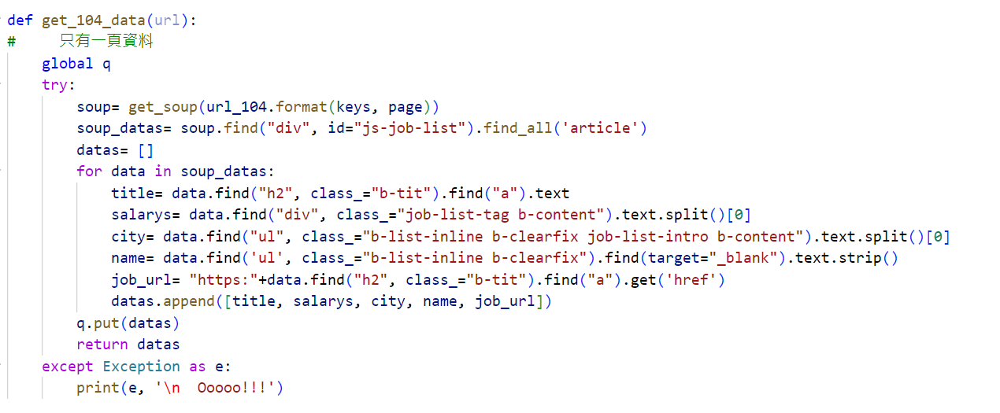 def get_104_data(url):
#     只有一頁資料
    global q
    try:
        soup= get_soup(url_104.format(keys, page))
        soup_datas= soup.find("div", id="js-job-list").find_all('article')
        datas= []
        for data in soup_datas:
            title= data.find("h2", class_="b-tit").find("a").text
            salarys= data.find("div", class_="job-list-tag b-content").text.split()[0]
            city= data.find("ul", class_="b-list-inline b-clearfix job-list-intro b-content").text.split()[0]
            name= data.find('ul', class_="b-list-inline b-clearfix").find(target="_blank").text.strip()
            job_url= "https:"+data.find("h2", class_="b-tit").find("a").get('href')
            datas.append([title, salarys, city, name, job_url])
        q.put(datas)
        return datas
    except Exception as e:
        print(e, '\n  Ooooo!!!')